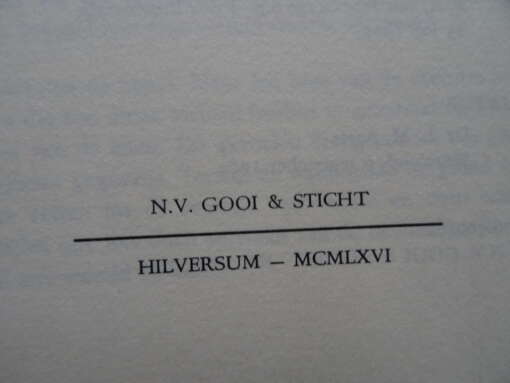 N.V. GOOI & STICHT
HILVERSUM – MCMLXVI